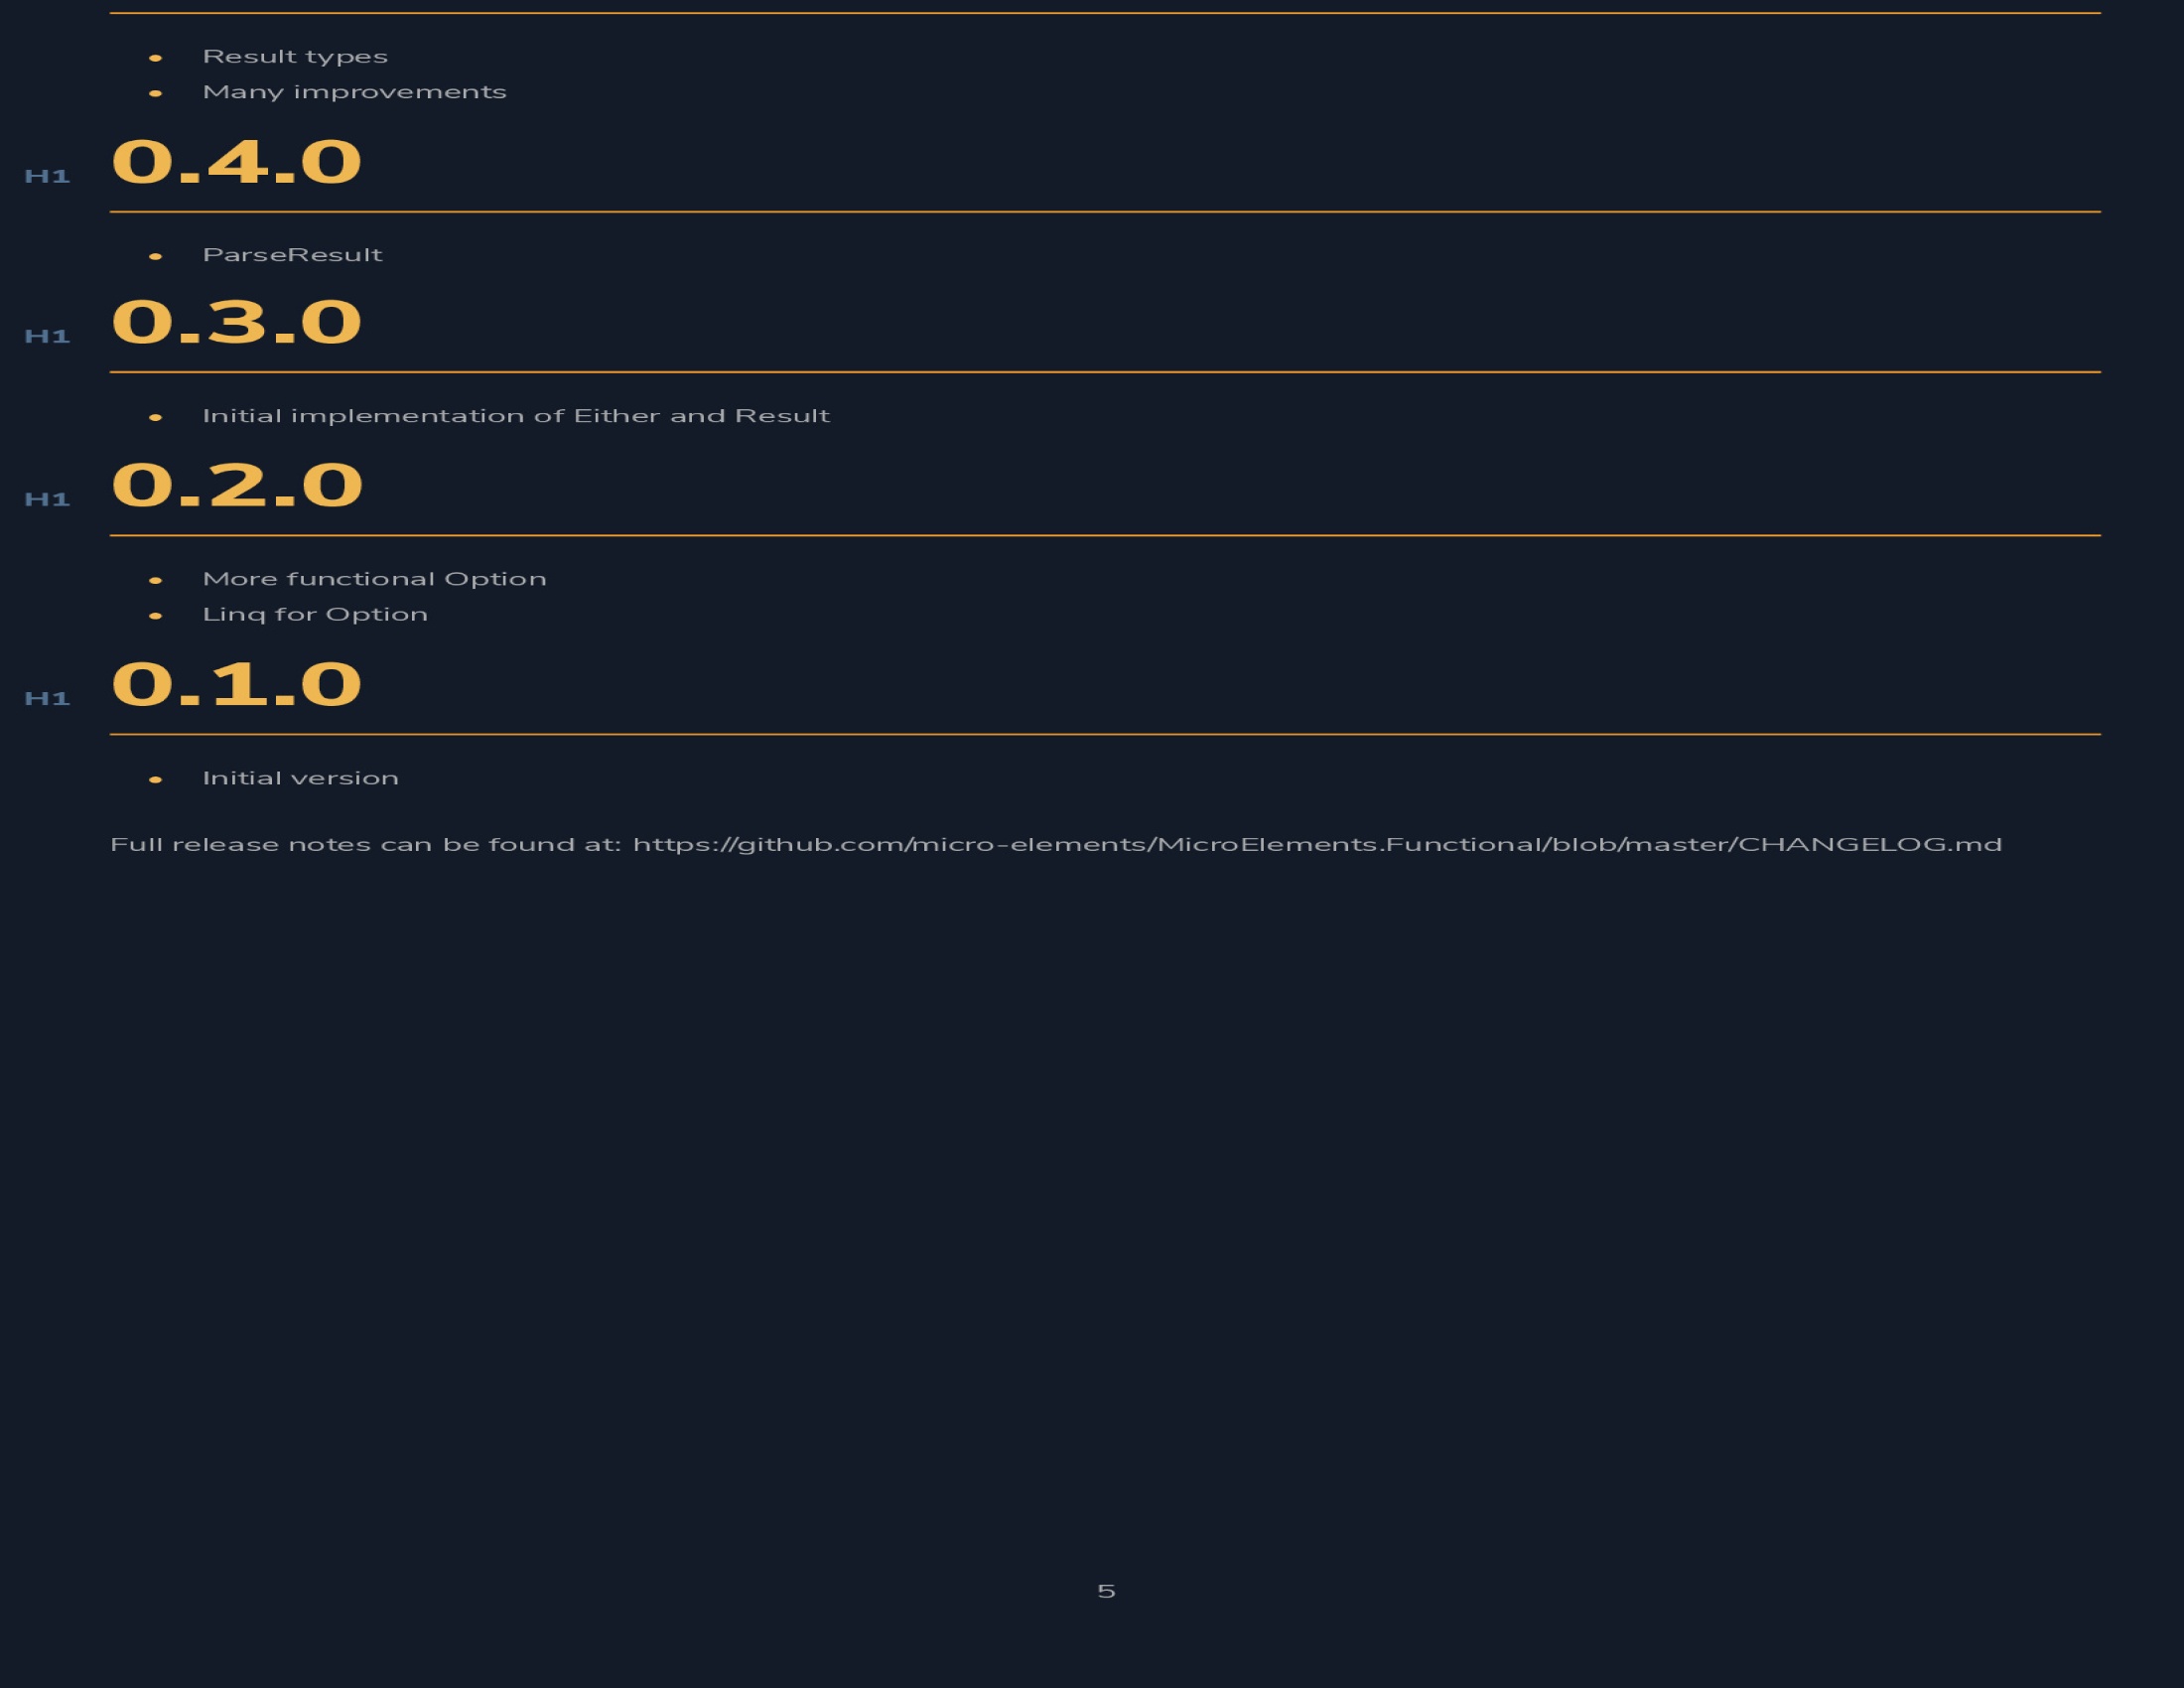 • Result types
• Many improvements
H1 0.4.0
• ParseResult
H1 0.3.0
• Initial implementation of Either and Result
H1 0.2.0
• More functional Option
• Linq for Option
H1 0.1.0
• Initial version
Full release notes can be found at: https://github.com/micro-elements/MicroElements.Functional/blob/master/CHANGELOG.md
5